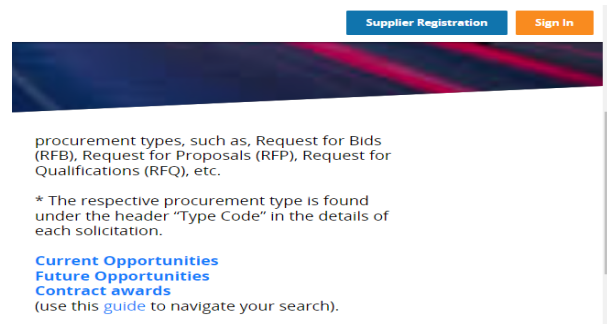 Supplier Registration
Sign In
procurement types, such as, Request for Bids
(RFB), Request for Proposals (RFP), Request for
Qualifications (RFQ), etc.
* The respective procurement type is found
under the header “Type Code” in the details of
each solicitation.
Current Opportunities
Future Opportunities
Contract awards
(use this guide to navigate your search).